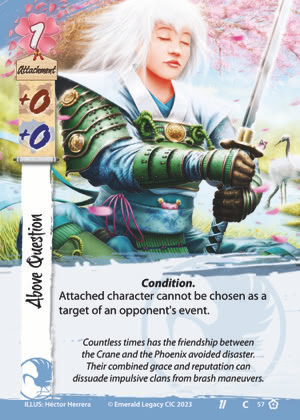 1
Attachment
+0
+0
Above Question
Condition.
Attached character cannot be chosen as a
target of an opponent's event.
Countless times has the friendship between
the Crane and the Phoenix avoided disaster.
Their combined grace and reputation can
dissuade impulsive clans from brash maneuvers.
ILLUS: Héctor Herrera © Emerald Legacy CIC 2023 C 57